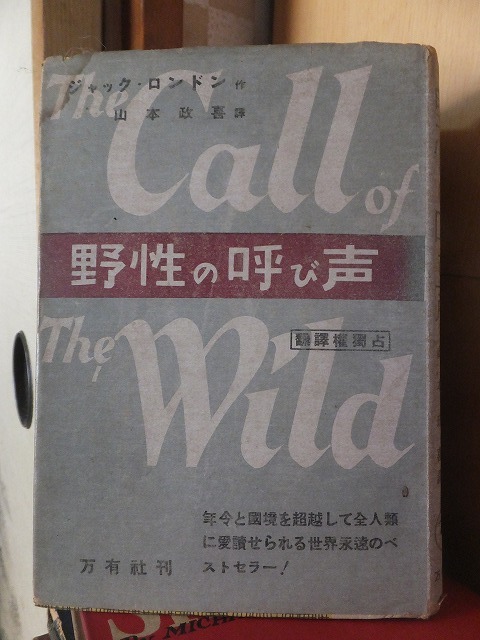 The
Call of
ジャック・ロンドン 作
山本政喜 譯
野性の呼び声
The
Wild
翻譯權獨占
年令と國境を超越して全人類
に愛讀せられる世界永遠のベ
ストセラー!
万有社刊
MICH